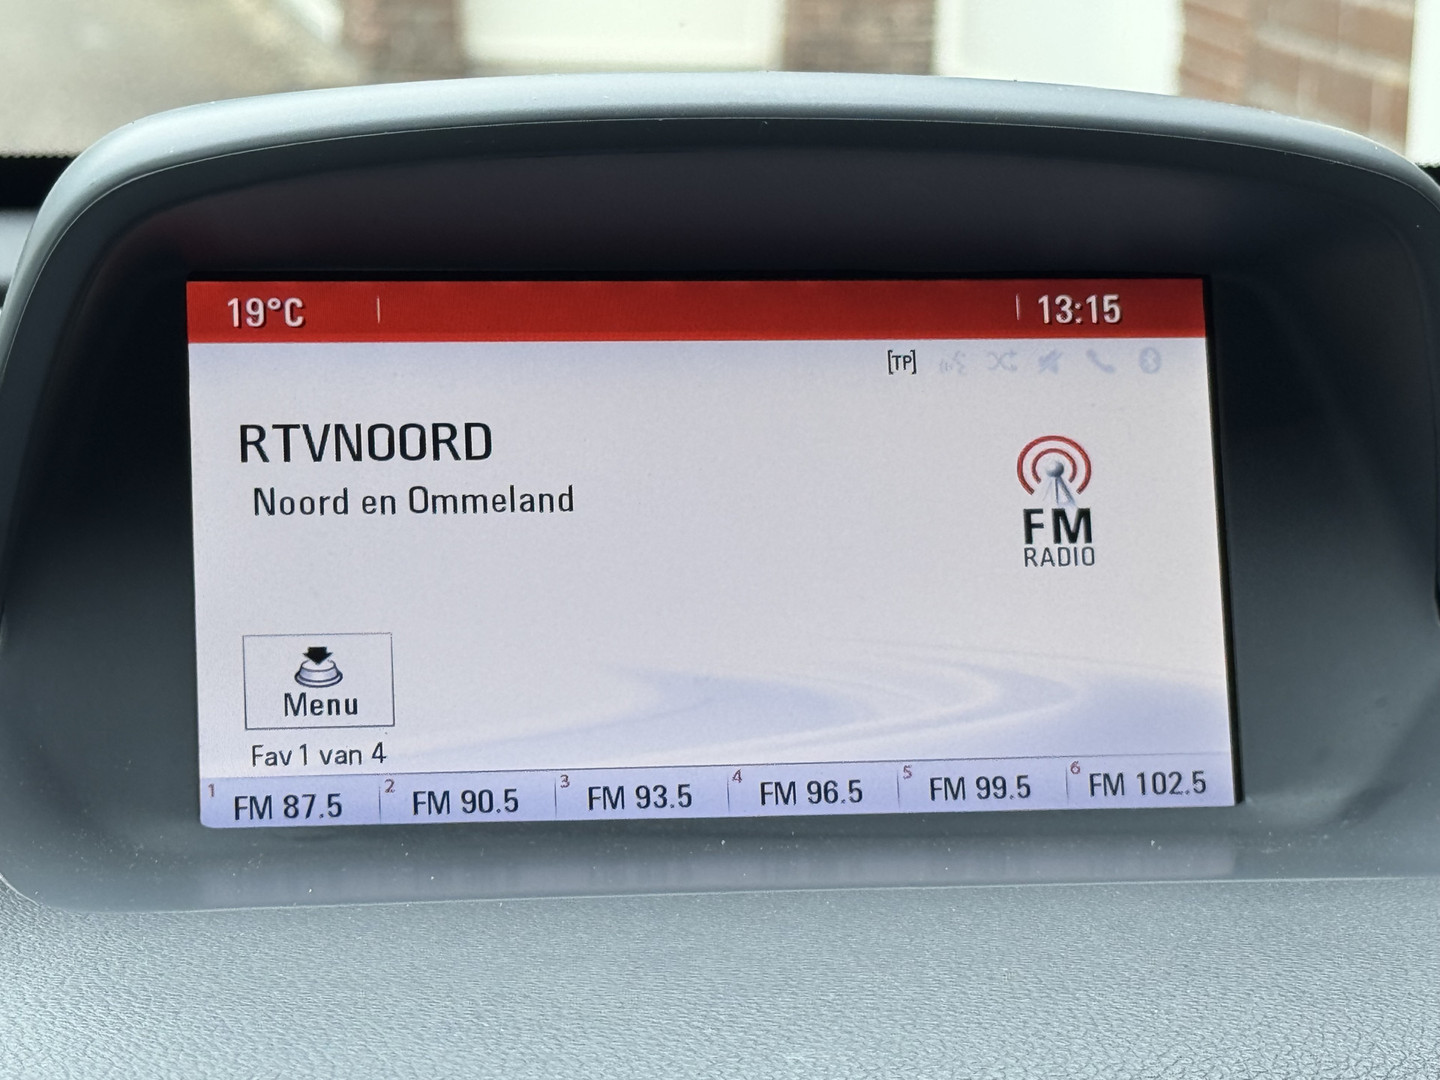 19°C
13:15
[TP]
RTVNOORD
Noord en Ommeland
FM
RADIO
Menu
Fav 1 van 4
1 FM 87.5 2 FM 90.5 3 FM 93.5 4 FM 96.5 5 FM 99.5 6 FM 102.5